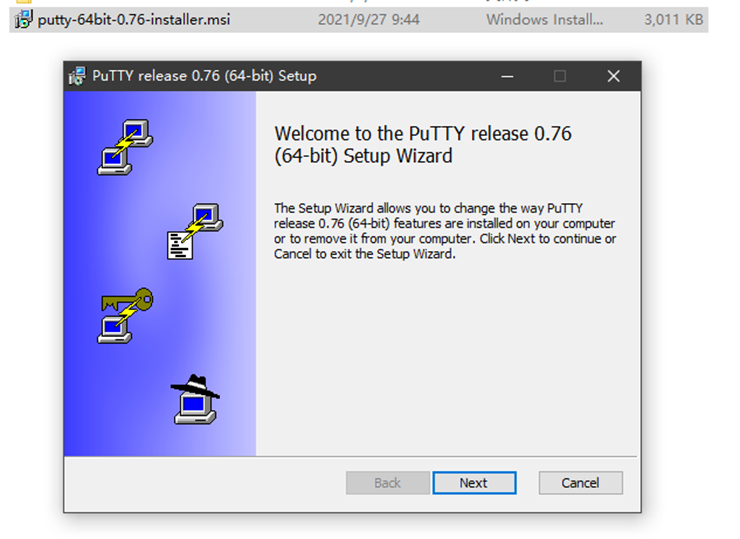 putty-64bit-0.76-installer.msi 2021/9/27 9:44 Windows Install... 3,011 KB
PuTTY release 0.76 (64-bit) Setup
Welcome to the PuTTY release 0.76
(64-bit) Setup Wizard
The Setup Wizard allows you to change the way PuTTY
release 0.76 (64-bit) features are installed on your computer
or to remove it from your computer. Click Next to continue or
Cancel to exit the Setup Wizard.
Back Next Cancel